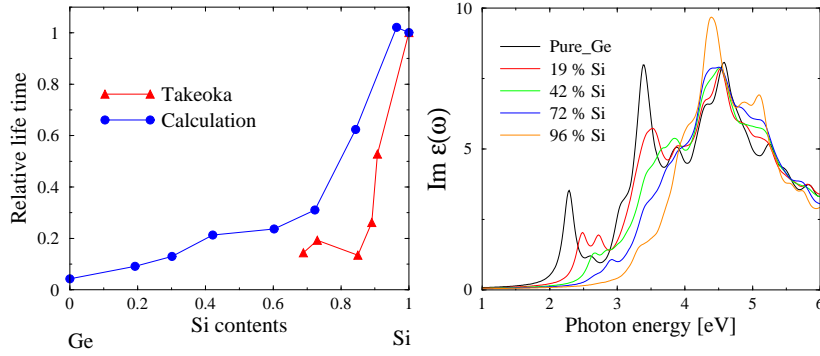 Relative life time
1.2
1
0.8
0.6
0.4
0.2
0
Takeoka
Calculation
0 0.2 0.4 0.6 0.8 1
Si contents
Ge Si
Im ε(ω)
10
5
0
Pure_Ge
19 % Si
42 % Si
72 % Si
96 % Si
1 2 3 4 5 6
Photon energy [eV]